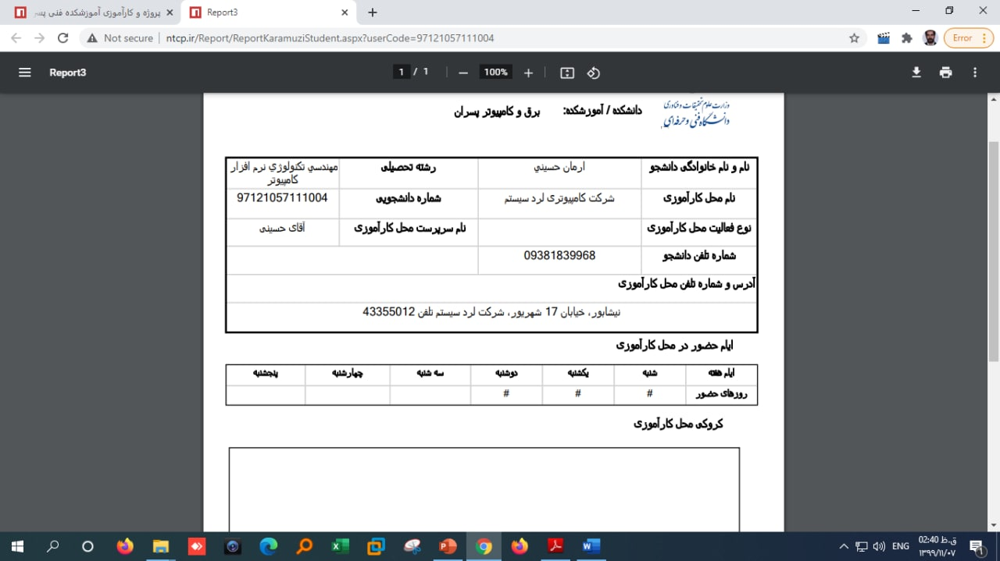 پروژه و کارآموزی آموزشکده فنی پسر
Report3
Not secure
ntcp.ir/Report/ReportKaramuziStudent.aspx?userCode=97121057111004
Error
Report3
1 / 1
100%
وزارت علوم تحقیقات و فناوری
دانشگاه فنی و حرفه‌ای
دانشکده / آموزشکده: برق و کامپیوتر پسران
نام و نام خانوادگی دانشجو ارمان حسيني رشته تحصیلی مهندسي تکنولوژي نرم افزار
کامپیوتر
نام محل کارآموزی شرکت کامپیوتری لرد سیستم شماره دانشجویی 97121057111004
نوع فعالیت محل کارآموزی نام سرپرست محل کارآموزی آقای حسینی
شماره تلفن دانشجو 09381839968
آدرس و شماره تلفن محل کارآموزی
نیشابور، خیابان 17 شهریور، شرکت لرد سیستم تلفن 43355012
ایام حضور در محل کارآموزی
ایام هفته شنبه یکشنبه دوشنبه سه شنبه چهارشنبه پنجشنبه
روزهای حضور # # #
کروکی محل کارآموزی
ENG
02:40 ق.ظ
۱۳۹۹/۱۱/۰۷
1